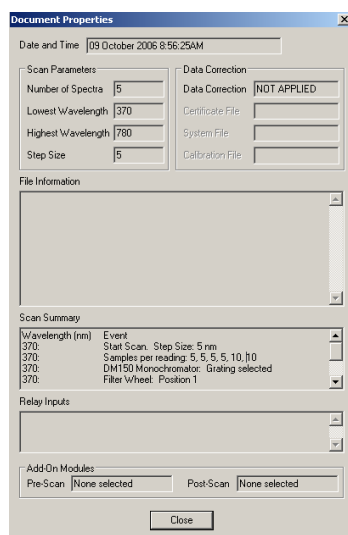 Document Properties
Date and Time 09 October 2006 8:56:25AM
Scan Parameters
Number of Spectra 5
Lowest Wavelength 370
Highest Wavelength 780
Step Size 5
Data Correction
Data Correction NOT APPLIED
Certificate File
System File
Calibration File
File Information
Scan Summary
Wavelength (nm) Event
370: Start Scan. Step Size: 5 nm
370: Samples per reading: 5, 5, 5, 5, 10, 10
370: DM150 Monochromator: Grating selected
370: Filter Wheel: Position 1
Relay Inputs
Add-On Modules
Pre-Scan None selected Post-Scan None selected
Close